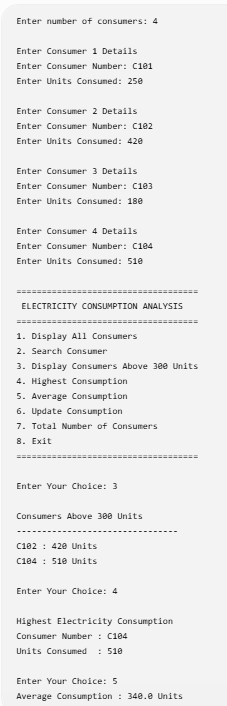 Enter number of consumers: 4
Enter Consumer 1 Details
Enter Consumer Number: C101
Enter Units Consumed: 250
Enter Consumer 2 Details
Enter Consumer Number: C102
Enter Units Consumed: 420
Enter Consumer 3 Details
Enter Consumer Number: C103
Enter Units Consumed: 180
Enter Consumer 4 Details
Enter Consumer Number: C104
Enter Units Consumed: 510
====================================
ELECTRICITY CONSUMPTION ANALYSIS
====================================
1. Display All Consumers
2. Search Consumer
3. Display Consumers Above 300 Units
4. Highest Consumption
5. Average Consumption
6. Update Consumption
7. Total Number of Consumers
8. Exit
====================================
Enter Your Choice: 3
Consumers Above 300 Units
--------------------------------
C102 : 420 Units
C104 : 510 Units
Enter Your Choice: 4
Highest Electricity Consumption
Consumer Number : C104
Units Consumed  : 510
Enter Your Choice: 5
Average Consumption : 340.0 Units